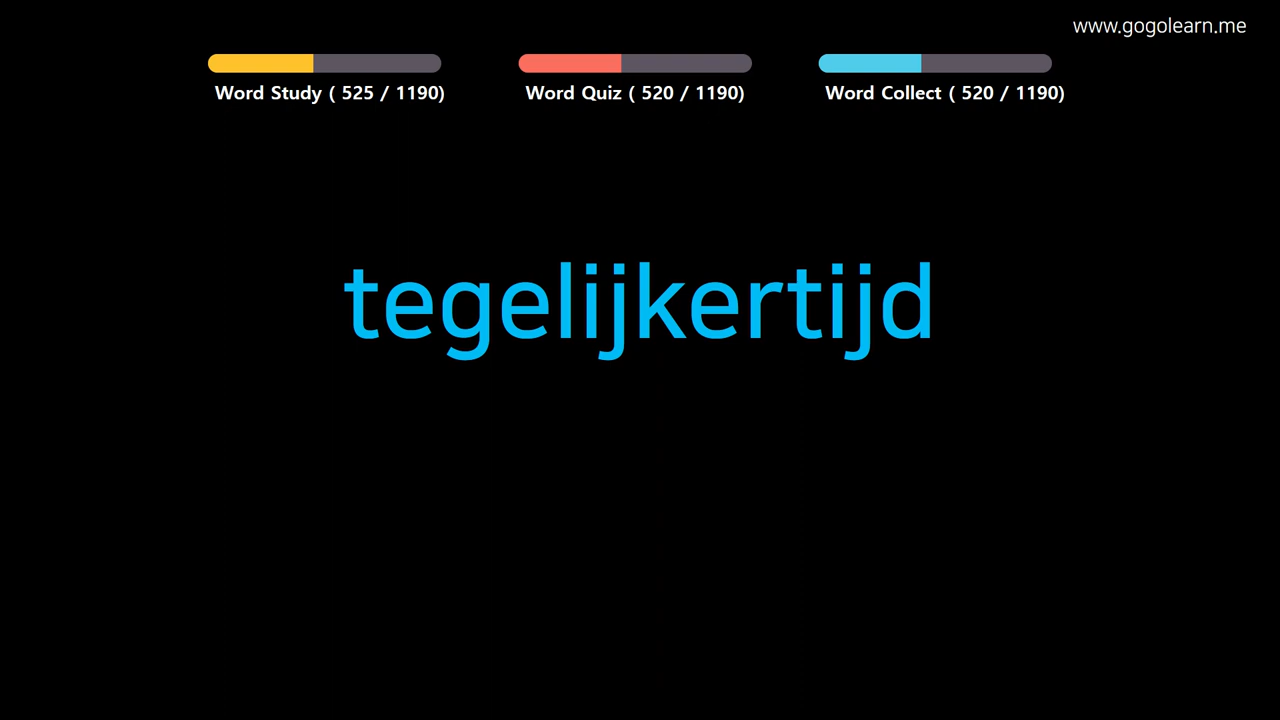 www.gogolearn.me
Word Study ( 525 / 1190)
Word Quiz ( 520 / 1190)
Word Collect ( 520 / 1190)
tegelijkertijd